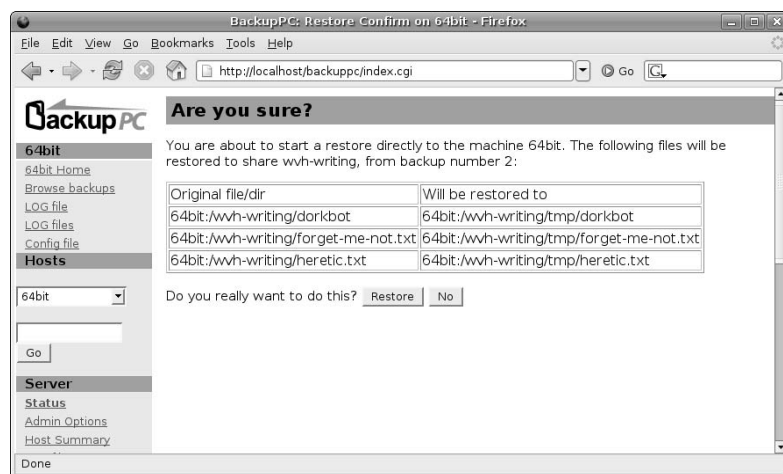 BackupPC: Restore Confirm on 64bit - Firefox
File Edit View Go Bookmarks Tools Help
http://localhost/backuppc/index.cgi Go
BackupPC
64bit
64bit Home
Browse backups
LOG file
LOG files
Config file
Hosts
64bit
Go
Server
Status
Admin Options
Host Summary
Are you sure?
You are about to start a restore directly to the machine 64bit. The following files will be
restored to share wvh-writing, from backup number 2:
Original file/dir Will be restored to
64bit:/wvh-writing/dorkbot 64bit:/wvh-writing/tmp/dorkbot
64bit:/wvh-writing/forget-me-not.txt 64bit:/wvh-writing/tmp/forget-me-not.txt
64bit:/wvh-writing/heretic.txt 64bit:/wvh-writing/tmp/heretic.txt
Do you really want to do this? Restore No
Done